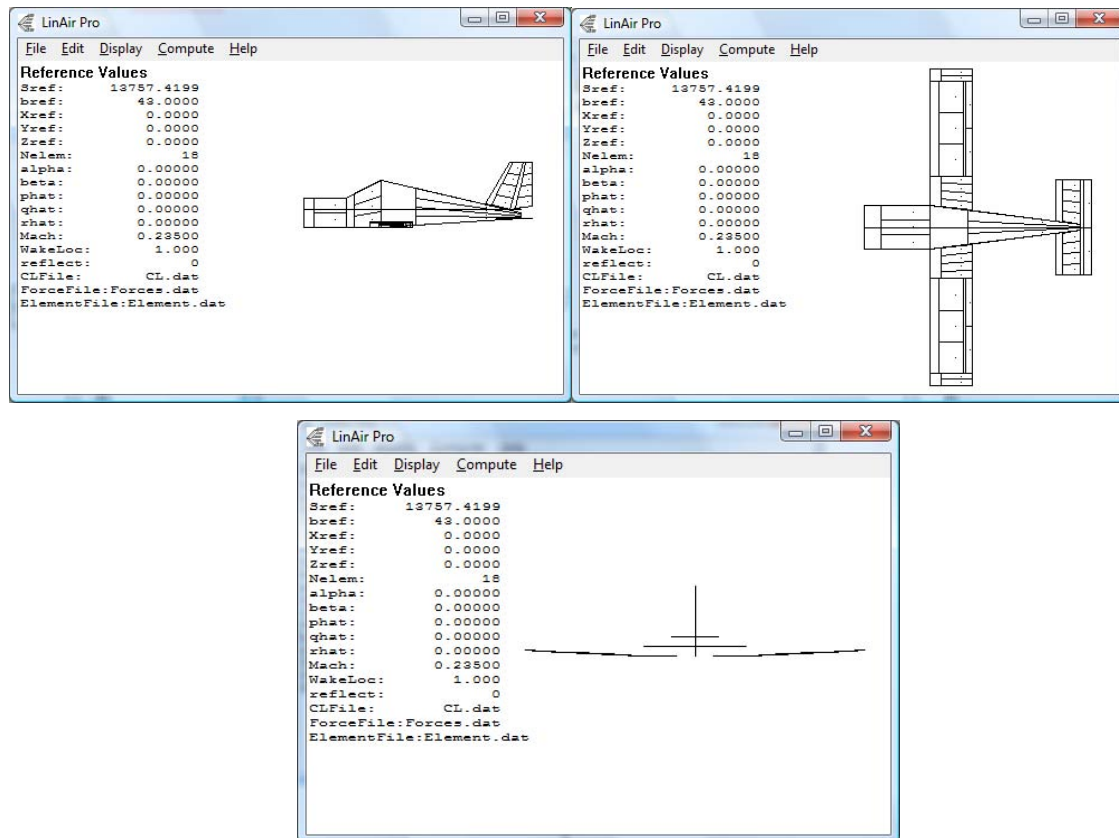 LinAir Pro
File Edit Display Compute Help
Reference Values
Sref: 13757.4199
bref: 43.0000
Xref: 0.0000
Yref: 0.0000
Zref: 0.0000
Nelem: 18
alpha: 0.00000
beta: 0.00000
phat: 0.00000
qhat: 0.00000
rhat: 0.00000
Mach: 0.23500
WakeLoc: 1.000
reflect: 0
CLFile: CL.dat
ForceFile:Forces.dat
ElementFile:Element.dat
LinAir Pro
File Edit Display Compute Help
Reference Values
Sref: 13757.4199
bref: 43.0000
Xref: 0.0000
Yref: 0.0000
Zref: 0.0000
Nelem: 18
alpha: 0.00000
beta: 0.00000
phat: 0.00000
qhat: 0.00000
rhat: 0.00000
Mach: 0.23500
WakeLoc: 1.000
reflect: 0
CLFile: CL.dat
ForceFile:Forces.dat
ElementFile:Element.dat
LinAir Pro
File Edit Display Compute Help
Reference Values
Sref: 13757.4199
bref: 43.0000
Xref: 0.0000
Yref: 0.0000
Zref: 0.0000
Nelem: 18
alpha: 0.00000
beta: 0.00000
phat: 0.00000
qhat: 0.00000
rhat: 0.00000
Mach: 0.23500
WakeLoc: 1.000
reflect: 0
CLFile: CL.dat
ForceFile:Forces.dat
ElementFile:Element.dat